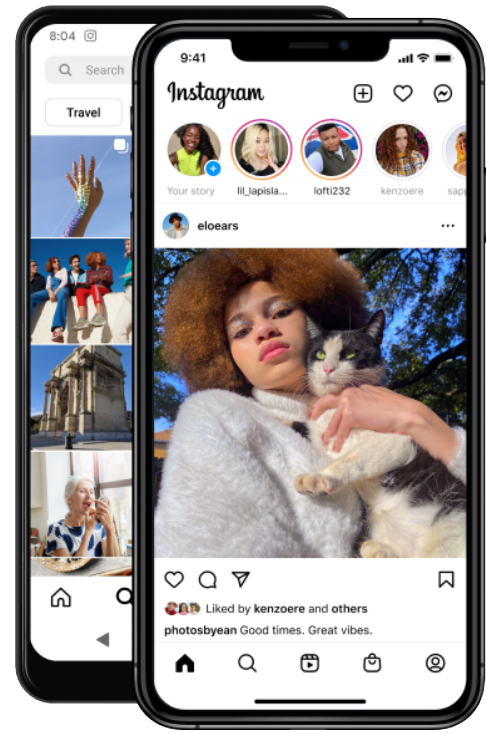 8:04
Search
Travel
9:41
Instagram
Your story
lil_lapisla...
lofti232
kenzoere
sapp
eloears
Liked by kenzoere and others
photosbyean Good times. Great vibes.